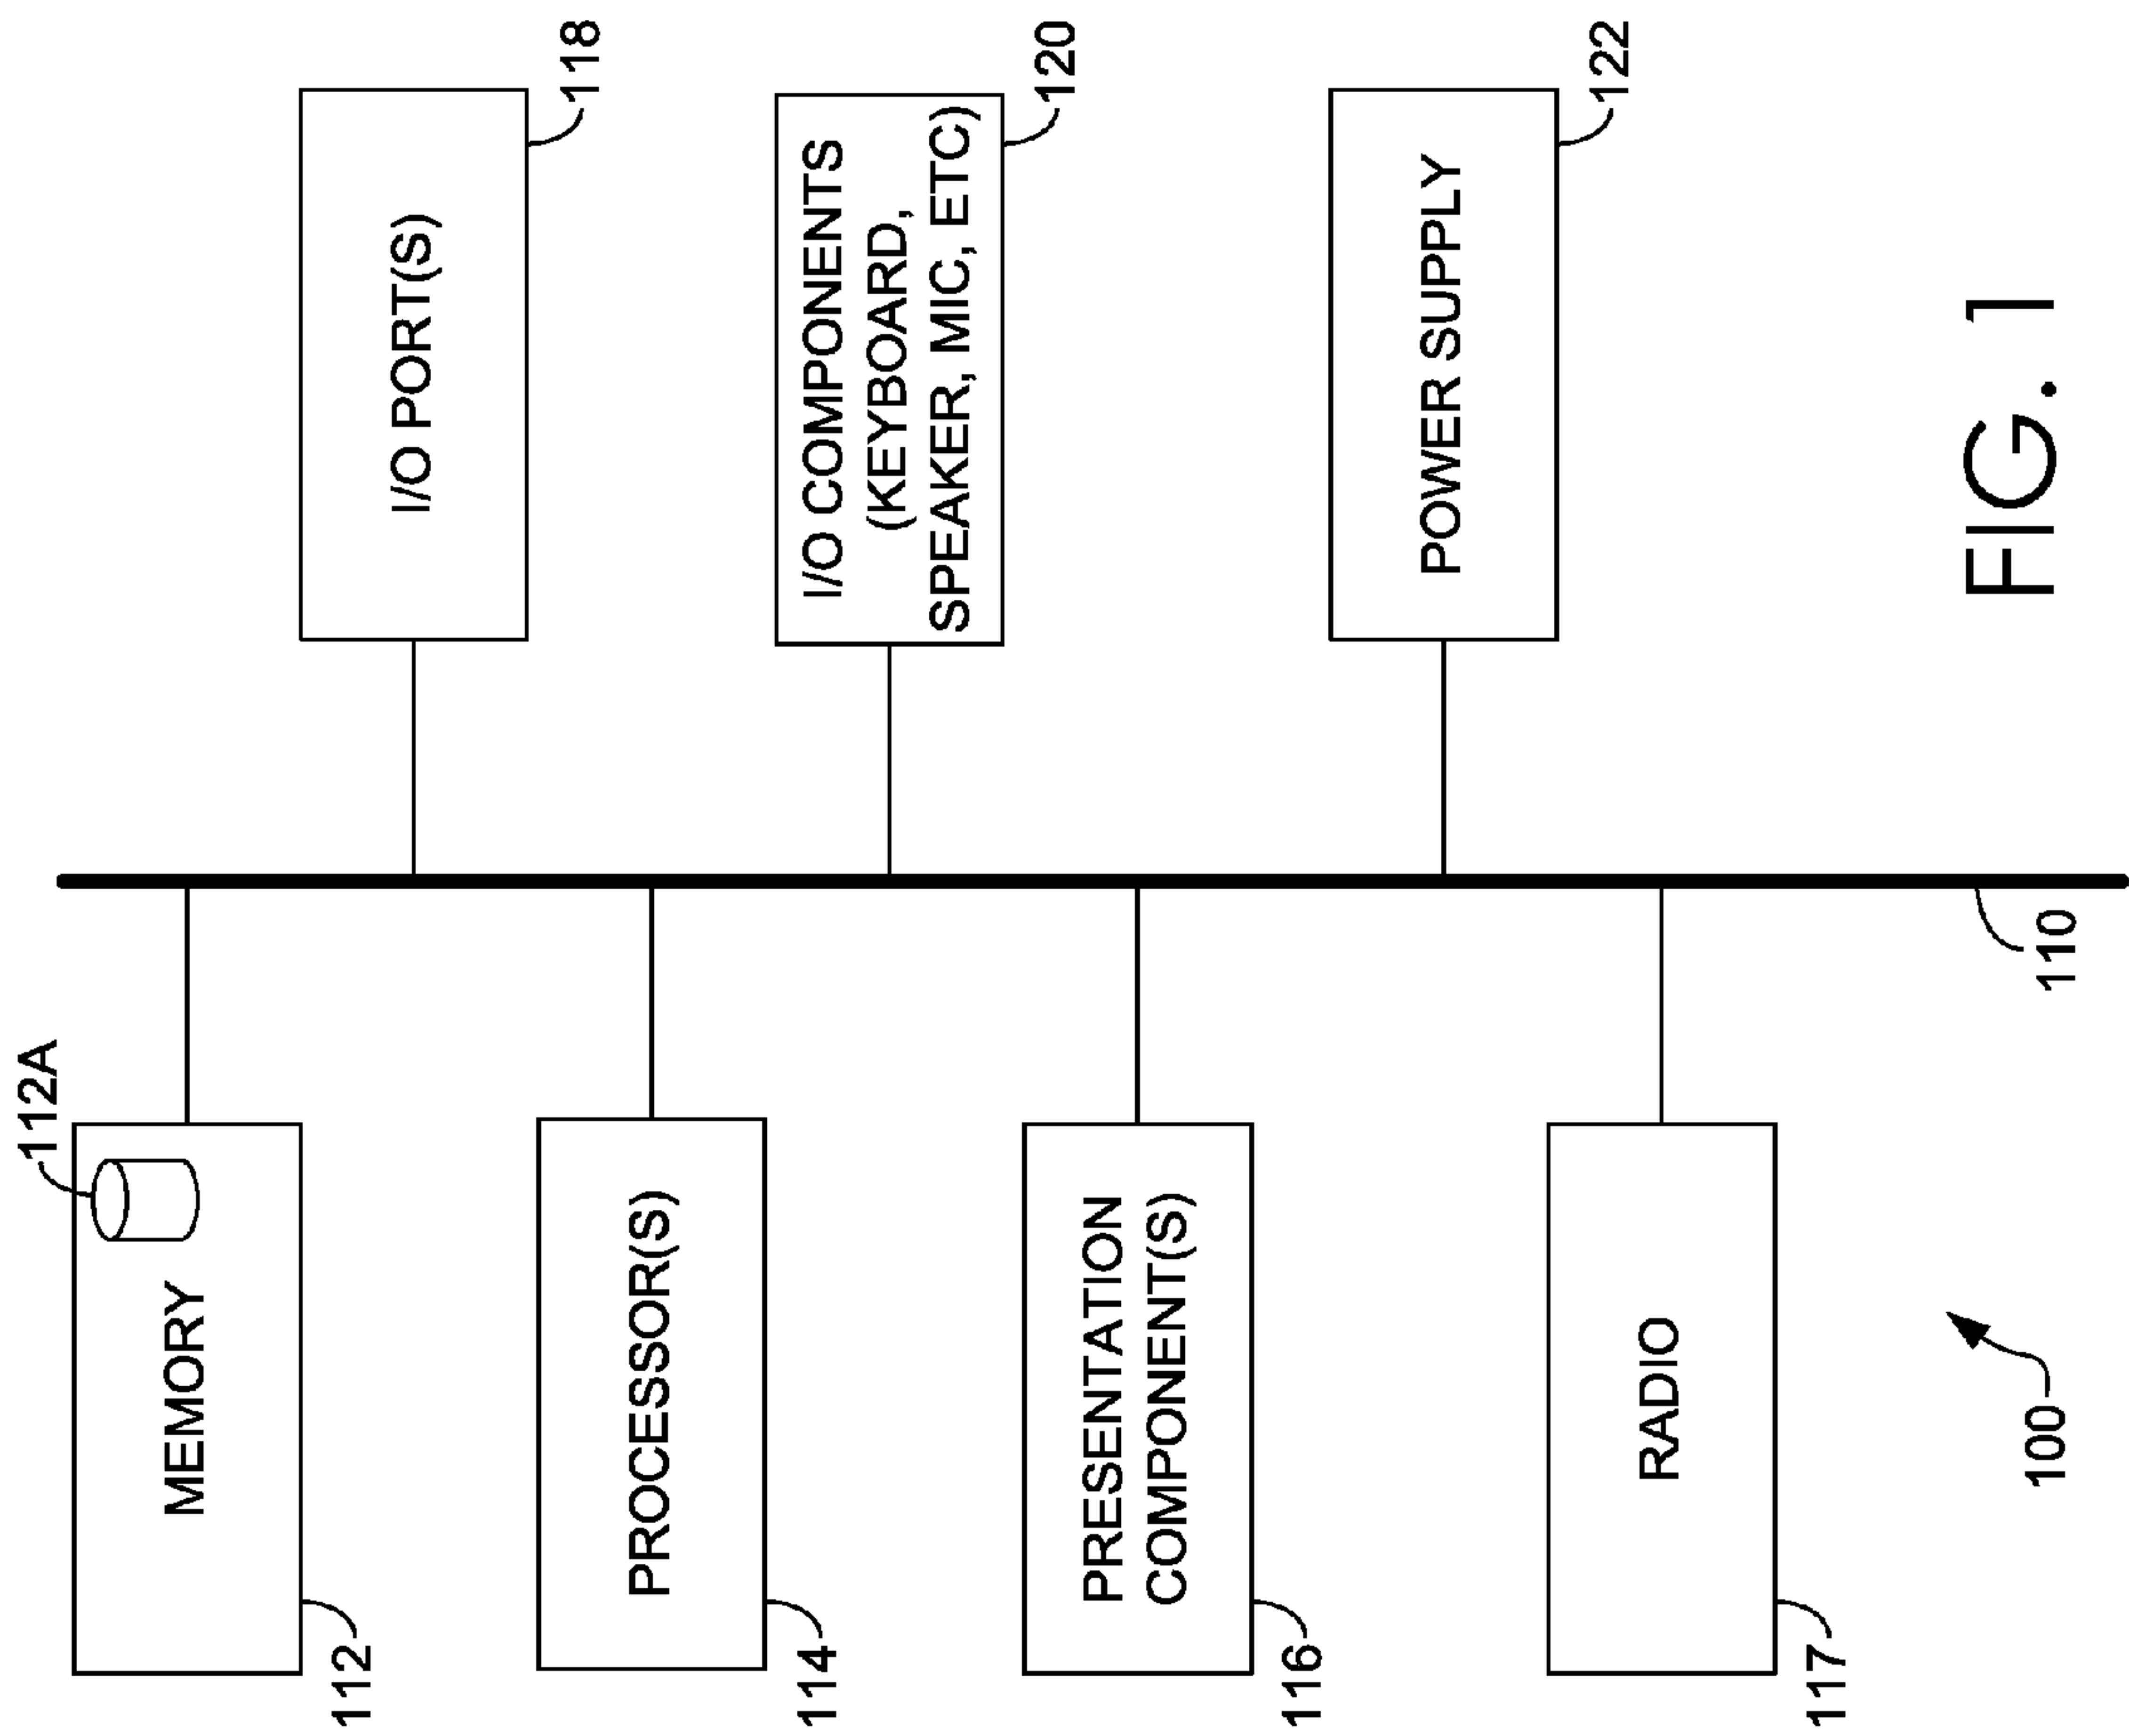 112A
MEMORY
112
PROCESSOR(S)
114
PRESENTATION
COMPONENT(S)
116
RADIO
117
I/O PORT(S)
118
I/O COMPONENTS
(KEYBOARD,
SPEAKER, MIC, ETC)
120
POWER SUPPLY
122
110
100
FIG. 1